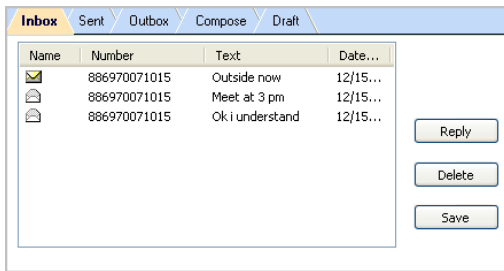 Inbox Sent Outbox Compose Draft
Name Number Text Date...
886970071015 Outside now 12/15...
886970071015 Meet at 3 pm 12/15...
886970071015 Ok i understand 12/15...
Reply
Delete
Save